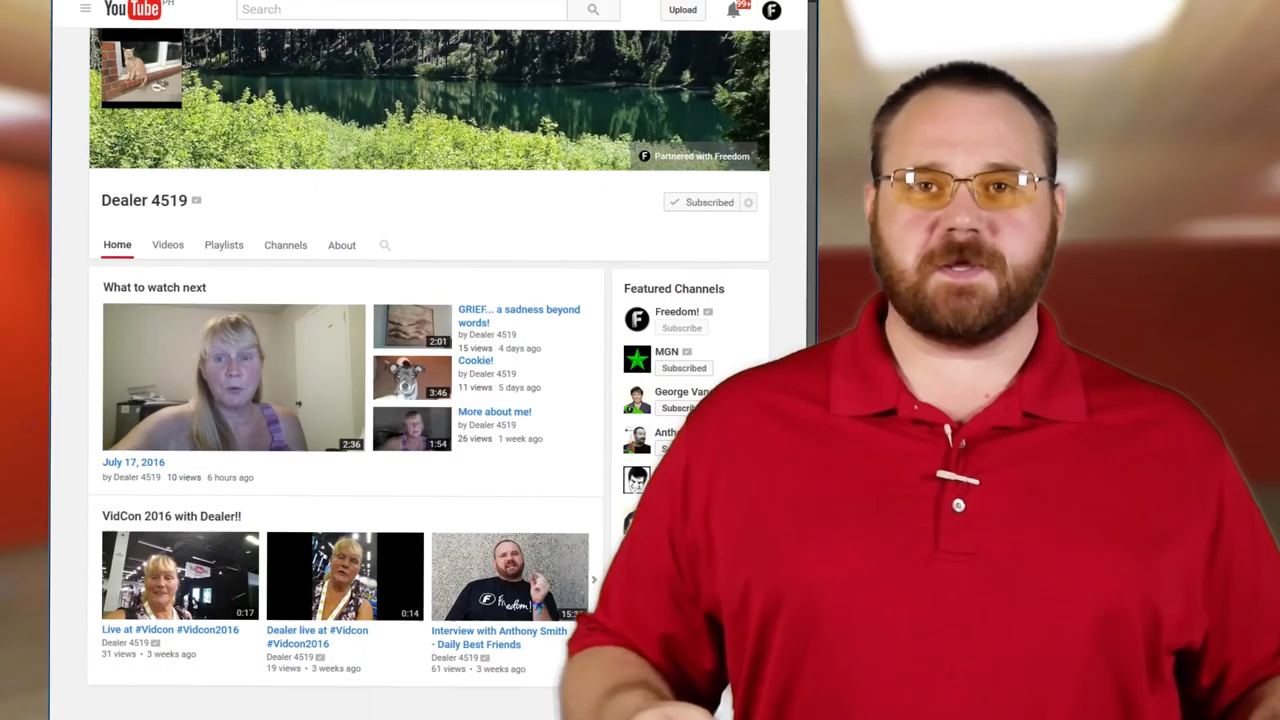 YouTube PH
Search
Upload
99+
Partnered with Freedom
Dealer 4519
Subscribed
Home Videos Playlists Channels About
What to watch next
2:36
July 17, 2016
by Dealer 4519 10 views 6 hours ago
2:01
GRIEF... a sadness beyond
words!
by Dealer 4519
15 views 4 days ago
3:46
Cookie!
by Dealer 4519
11 views 5 days ago
1:54
More about me!
by Dealer 4519
26 views 1 week ago
Featured Channels
Freedom!
Subscribe
MGN
Subscribed
George
VidCon 2016 with Dealer!!
0:17
Live at #Vidcon #Vidcon2016
Dealer 4519
31 views • 3 weeks ago
0:14
Dealer live at #Vidcon
#Vidcon2016
Dealer 4519
19 views • 3 weeks ago
Freedom!
Interview with Anthony Smith
- Daily Best Friends
Dealer 4519
61 views • 3 weeks ago